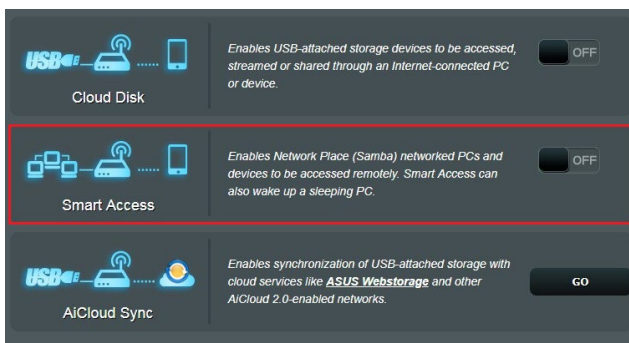 Enables USB-attached storage devices to be accessed,
streamed or shared through an Internet-connected PC
or device.
OFF
USB
Cloud Disk
Enables Network Place (Samba) networked PCs and
devices to be accessed remotely. Smart Access can
also wake up a sleeping PC.
OFF
Smart Access
Enables synchronization of USB-attached storage with
cloud services like ASUS Webstorage and other
AiCloud 2.0-enabled networks.
GO
USB
AiCloud Sync